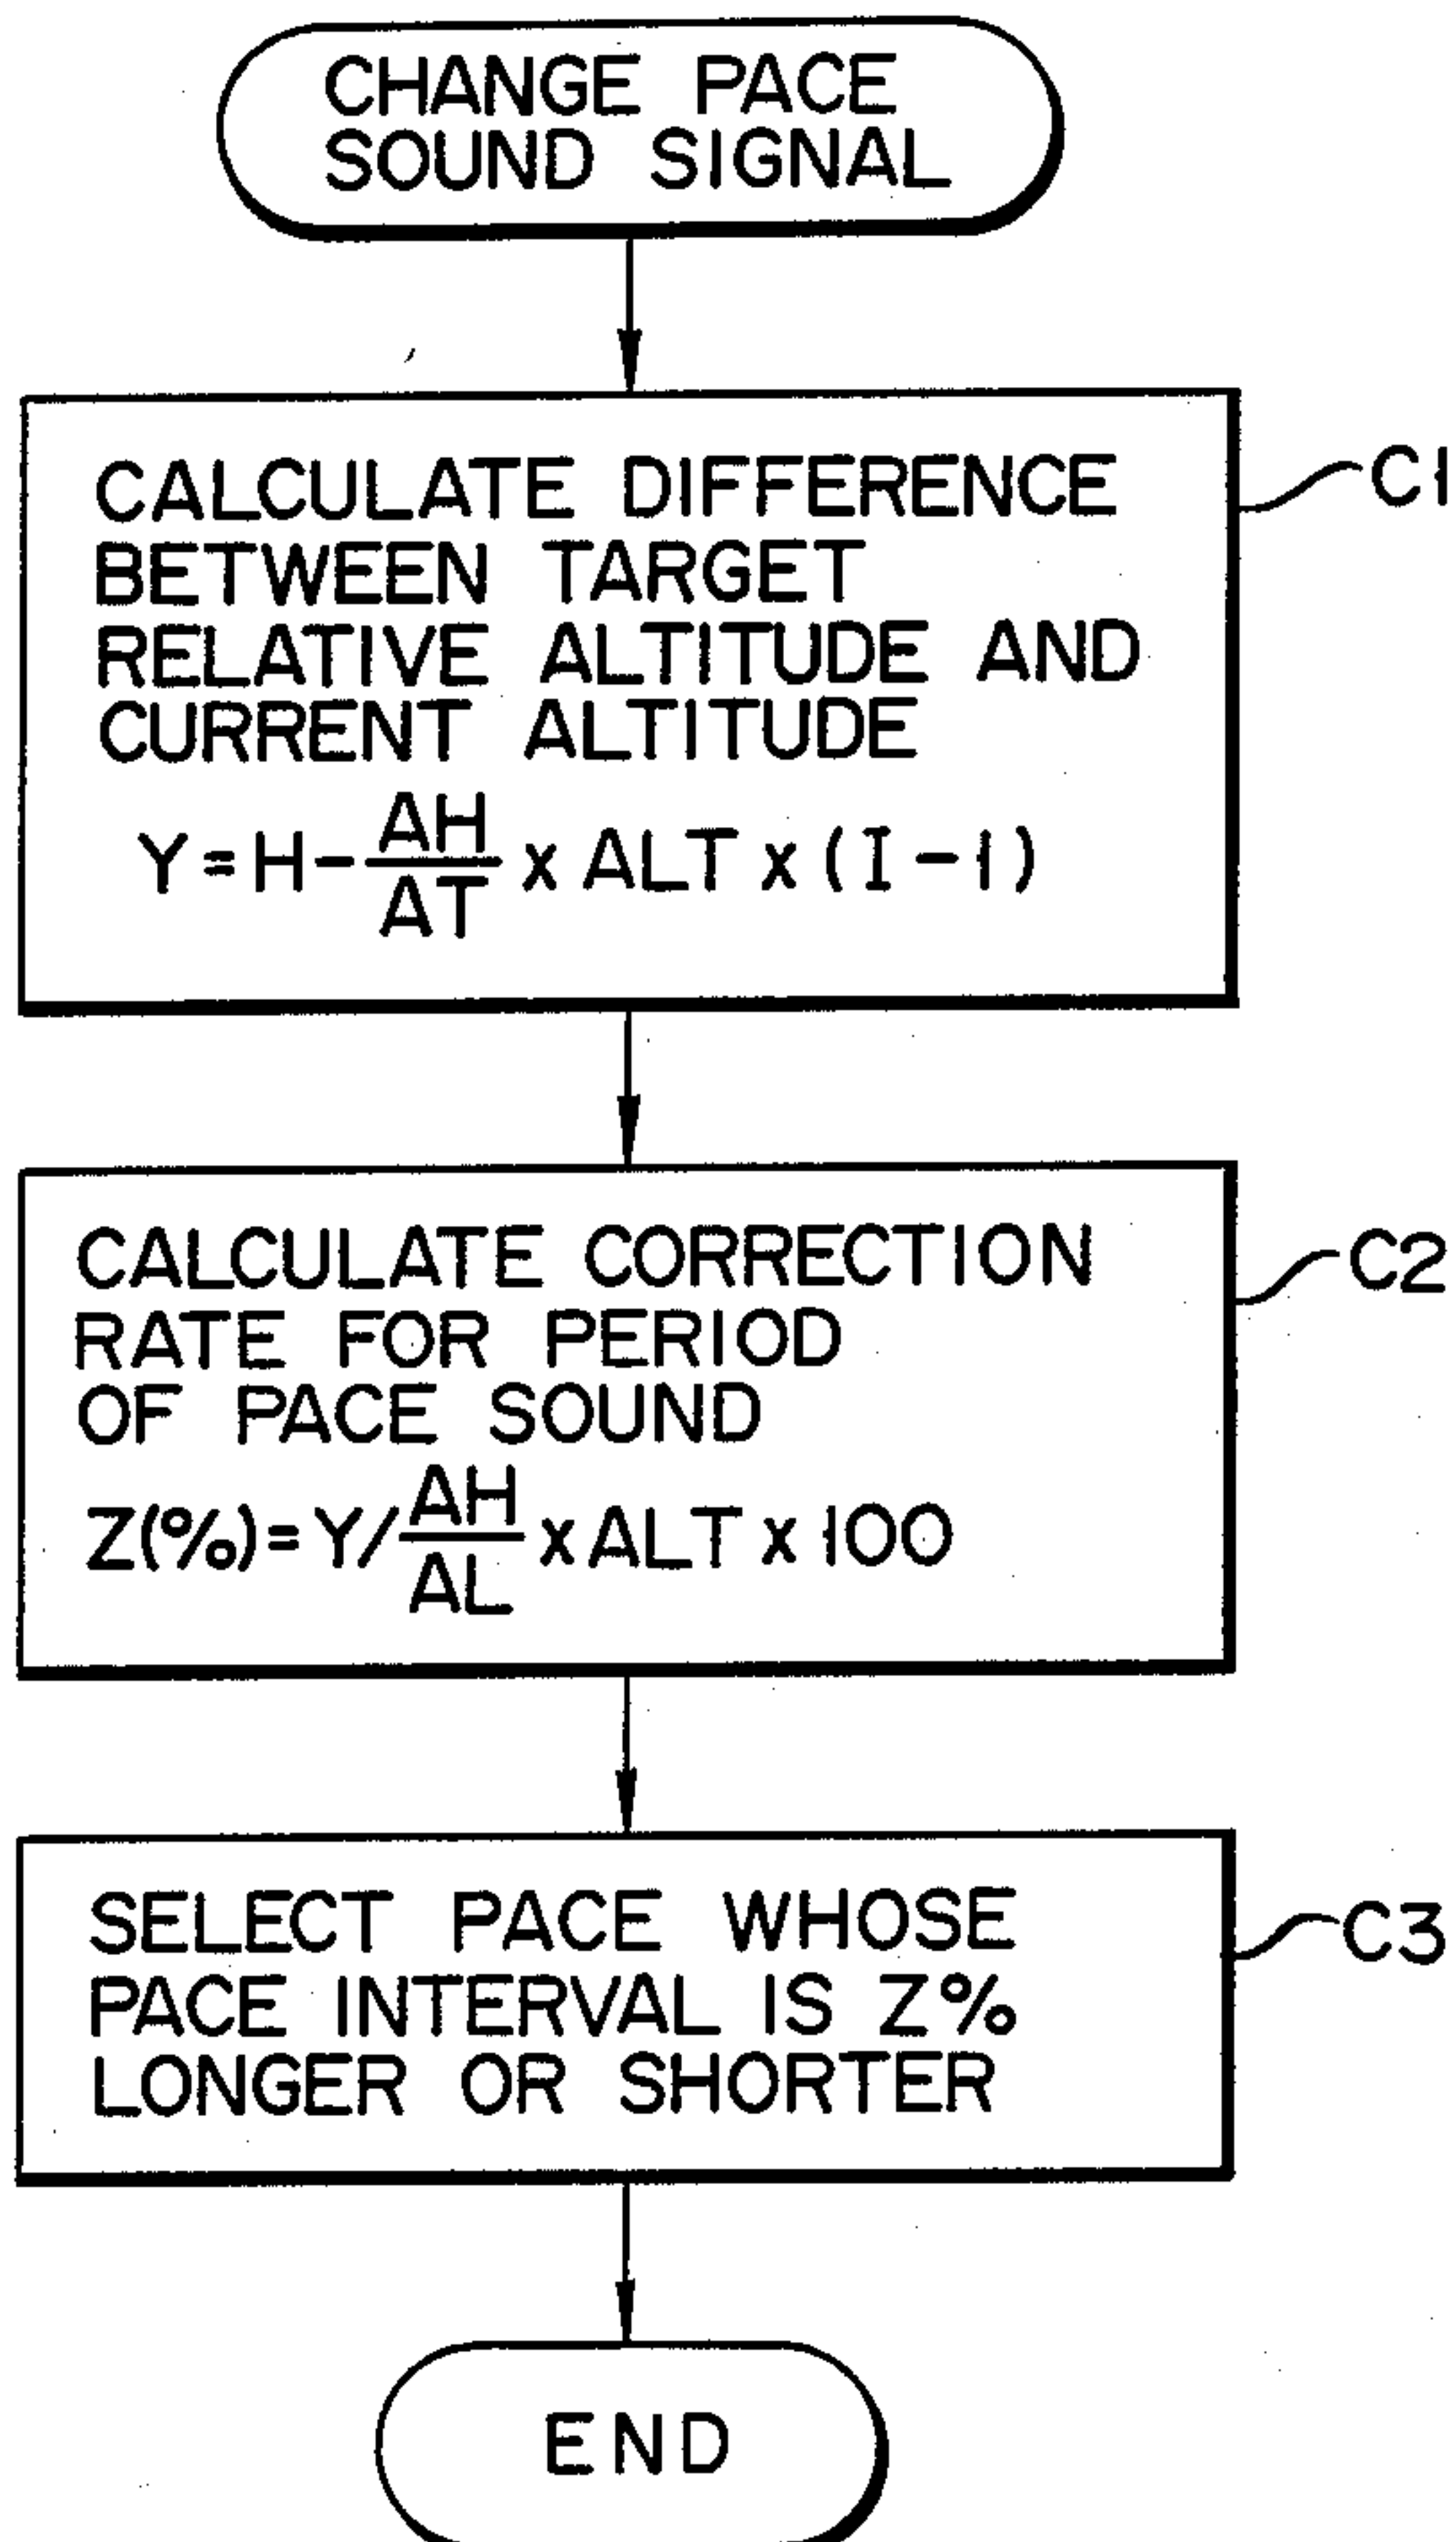 CHANGE PACE
SOUND SIGNAL
CALCULATE DIFFERENCE
BETWEEN TARGET
RELATIVE ALTITUDE AND
CURRENT ALTITUDE
Y=H-AH/AT x ALT x (I-1)
C1
CALCULATE CORRECTION
RATE FOR PERIOD
OF PACE SOUND
Z(%)=Y/AH/AL x ALT x 100
C2
SELECT PACE WHOSE
PACE INTERVAL IS Z%
LONGER OR SHORTER
C3
END